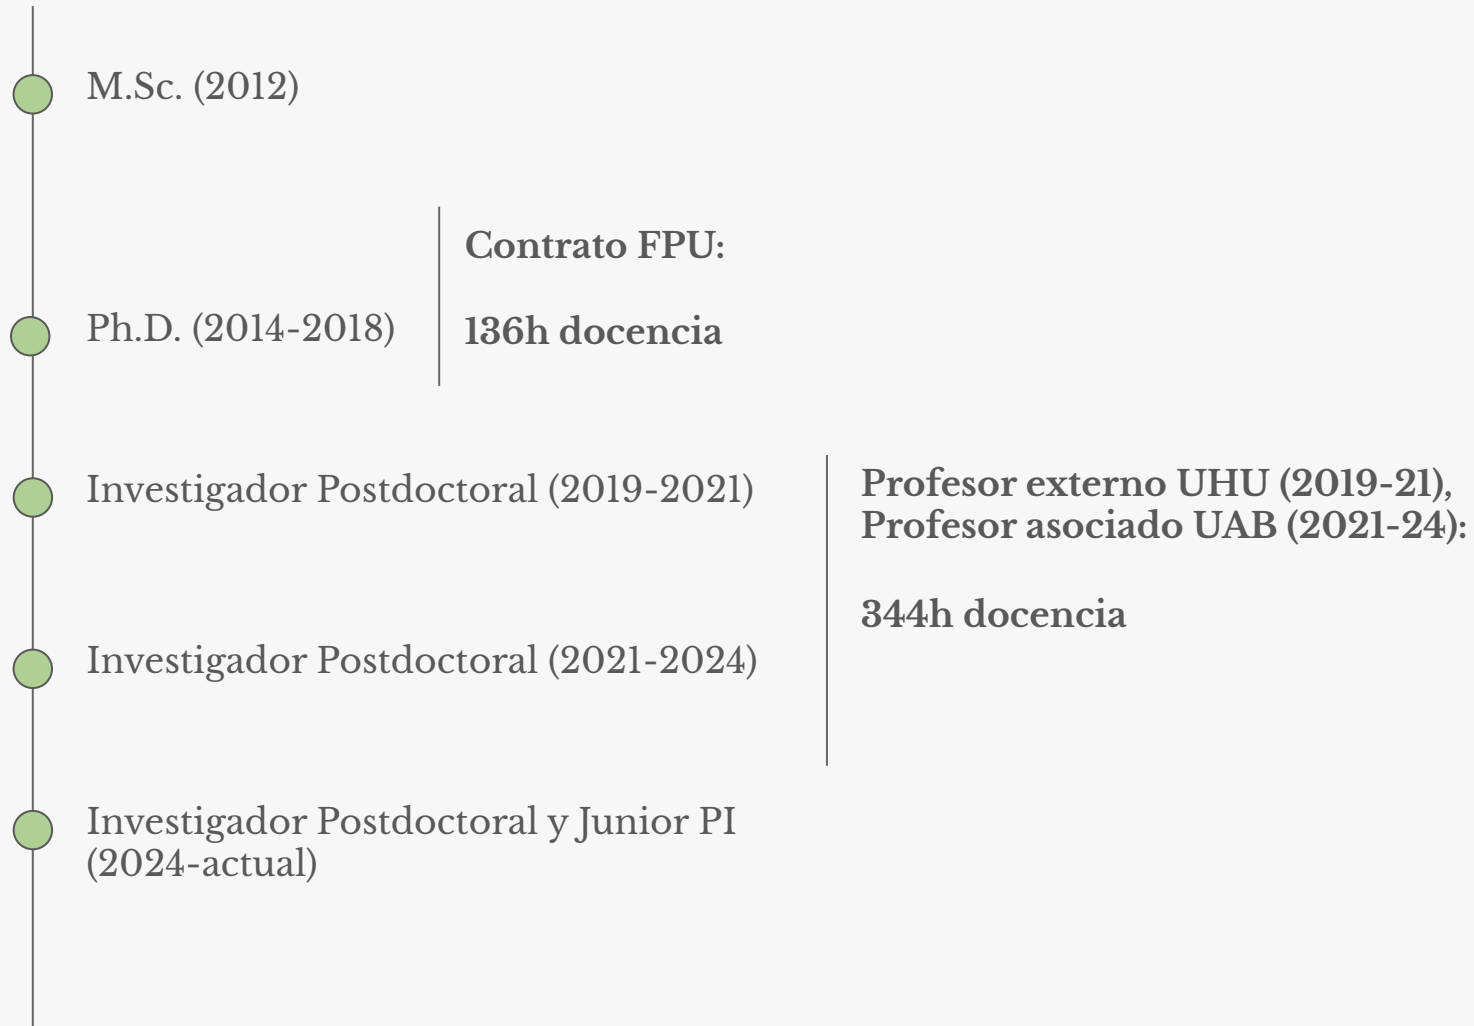 M.Sc. (2012)
Contrato FPU:
Ph.D. (2014-2018)
136h docencia
Investigador Postdoctoral (2019-2021)
Profesor externo UHU (2019-21),
Profesor asociado UAB (2021-24):
344h docencia
Investigador Postdoctoral (2021-2024)
Investigador Postdoctoral y Junior PI
(2024-actual)